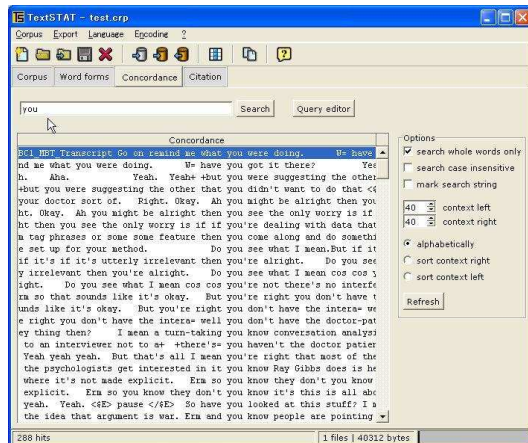 TextSTAT - test.crp
Corpus Export Language Encoding ?
Corpus Word forms Concordance Citation
you Search Query editor
Concordance
BC1_MBT_Transcript Go on remind me what you were doing. W= have
nd me what you were doing. W= have you got it there? Yes
h. Aha. Yeah. Yeah+ +but you were suggesting the other
+but you were suggesting the other that you didn't want to do that <$
your doctor sort of. Right. Okay. Ah you might be alright then you
ht. Okay. Ah you might be alright then you see the only worry is if
ht then you see the only worry is if if you're dealing with data that
m tag phrases or some some feature then you come along and do somethi
e set up for your method. Do you see what I mean.But if it
if it's if it's utterly irrelevant then you're alright. Do you see
y irrelevant then you're alright. Do you see what I mean cos cos y
ight. Do you see what I mean cos cos you're not there's no interfe
rm so that sounds like it's okay. But you're right you don't have t
unds like it's okay. But you're right you don't have the intera= we
e right you don't have the intera= well you don't have the doctor-pat
ey thing then? I mean a turn-taking you know conversation analysi
to an interviewer not to a+ +there's= you haven't the doctor patier
Yeah yeah yeah. But that's all I mean you're right that most of the
the psychologists get interested in it you know Ray Gibbs does is he
where it's not made explicit. Erm so you know they don't you know
explicit. Erm so you know they don't you know it's this is all abo
yeah. Yeah. <$E> pause </$E> So have you looked at this stuff? I m
the idea that argument is war. Erm and you know people are pointing
Options
search whole words only
search case insensitive
mark search string
40 context left
40 context right
alphabetically
sort context right
sort context left
Refresh
288 hits 1 files | 40312 bytes